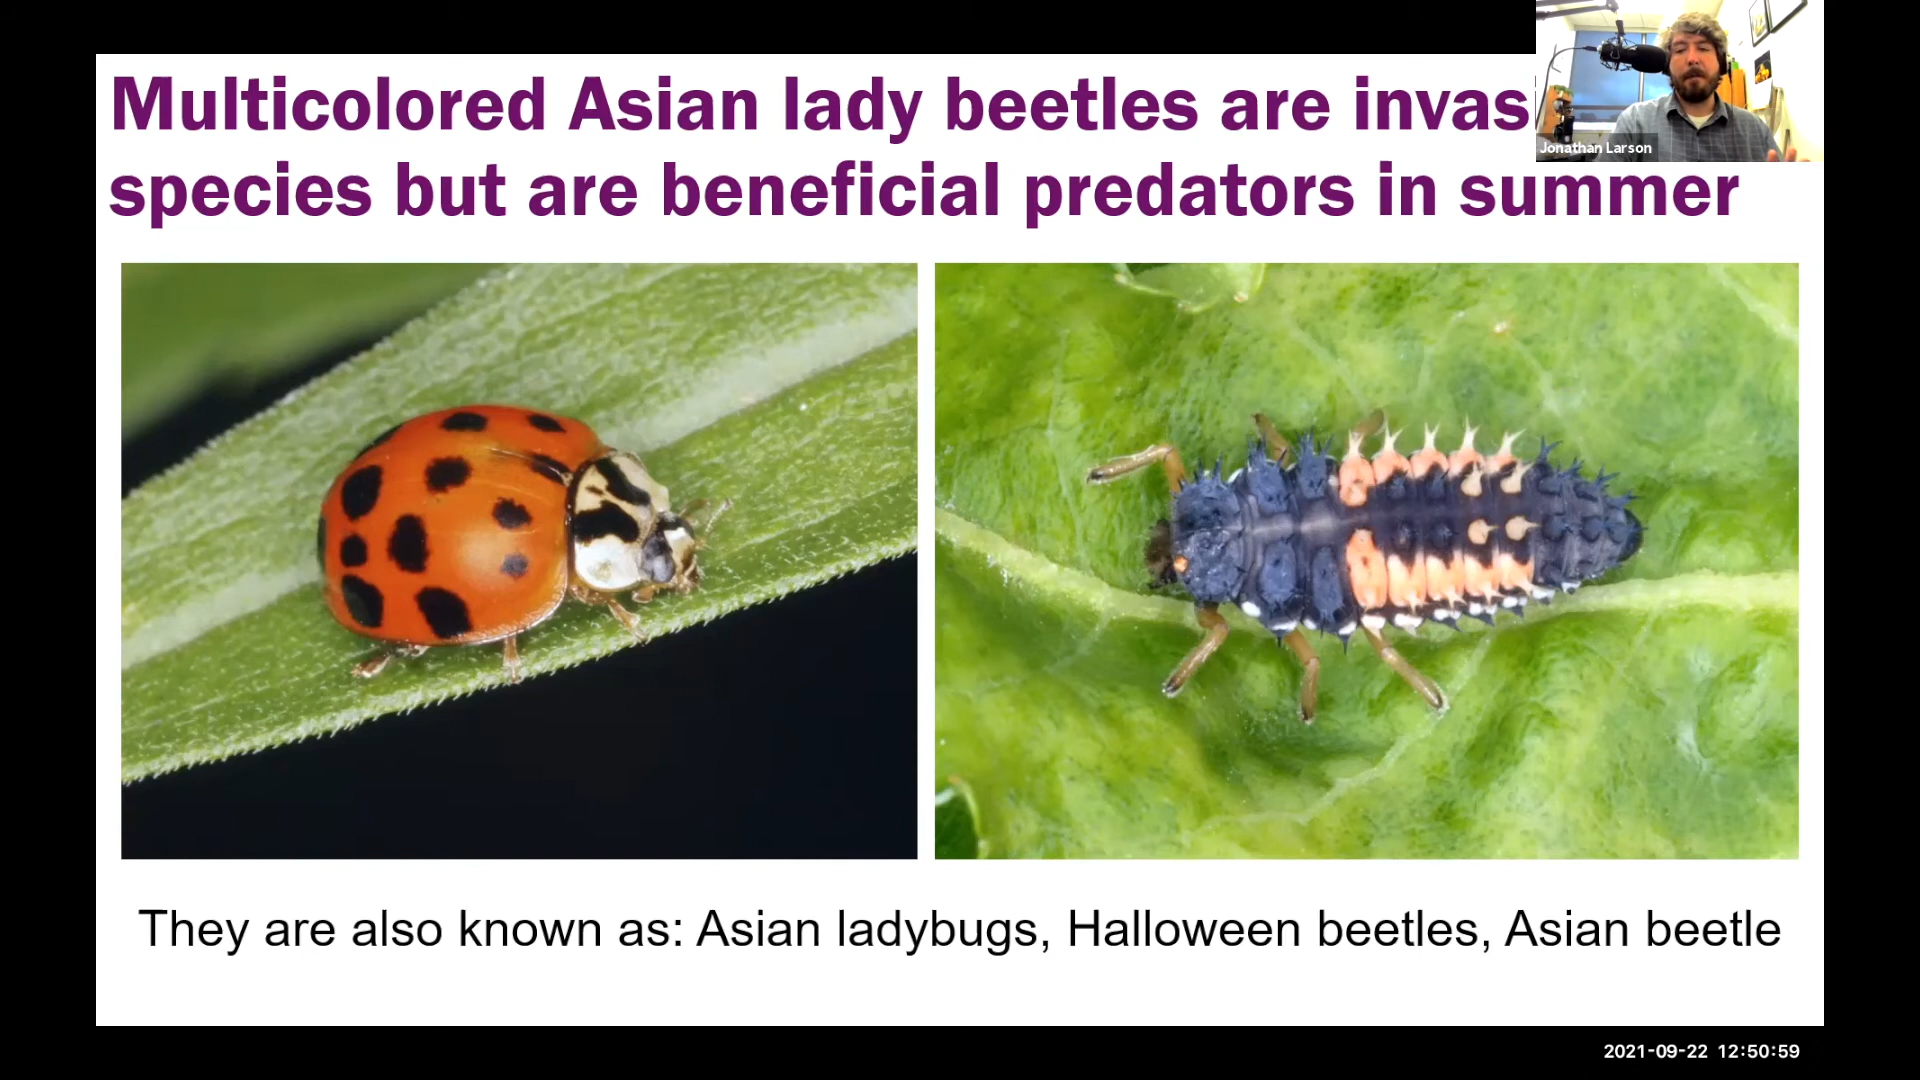 Multicolored Asian lady beetles are invas
species but are beneficial predators in summer
Jonathan Larson
They are also known as: Asian ladybugs, Halloween beetles, Asian beetle
2021-09-22 12:50:59